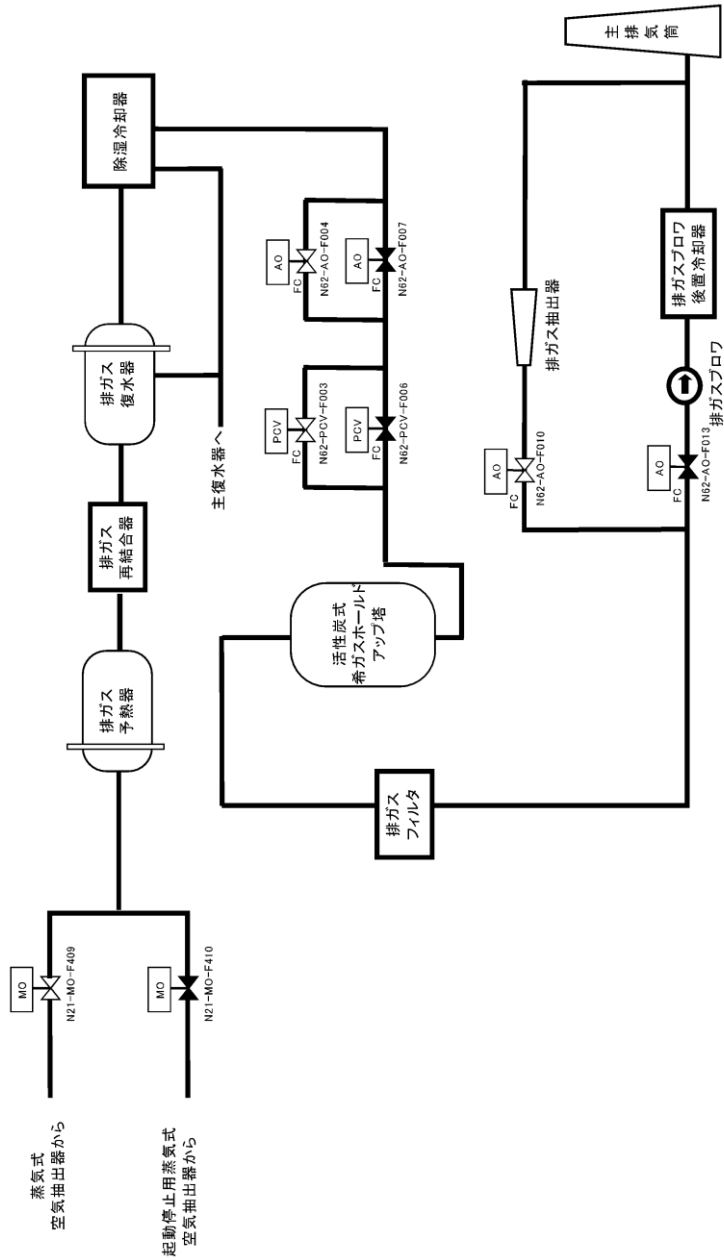 蒸気式
空気抽出器から
MO
N21-MO-F409
起動停止用蒸気式
空気抽出器から
MO
N21-MO-F410
排ガス
予熱器
排ガス
再結合器
排ガス
復水器
除湿冷却器
主復水器へ
PCV
FC
N62-PCV-F003
AO
FC
N62-AO-F004
PCV
FC
N62-PCV-F006
AO
FC
N62-AO-F007
活性炭式
希ガスホールド
アップ塔
排ガス
フィルタ
AO
FC
N62-AO-F010
排ガス抽出器
AO
FC
N62-AO-F013
排ガスブロワ
排ガスブロワ
後置冷却器
主排気筒